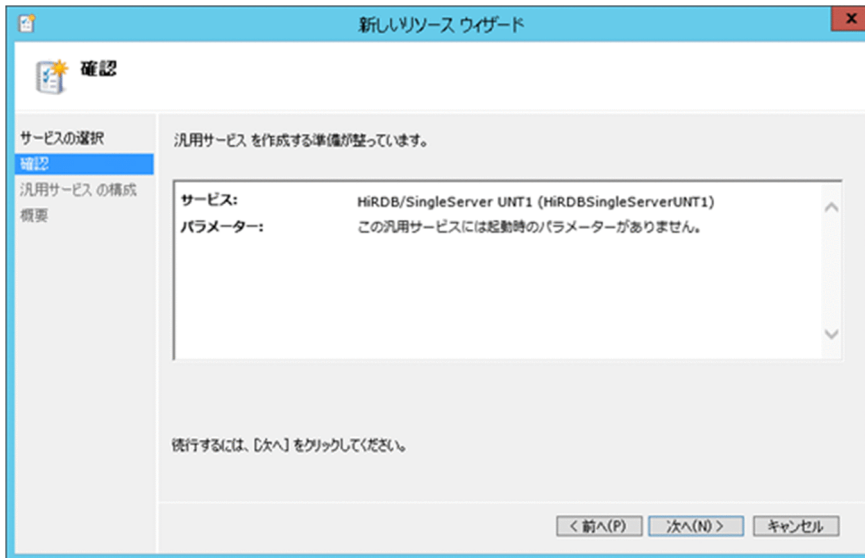 新しいリソース ウィザード
x
確認
サービスの選択
確認
汎用サービス の構成
概要
汎用サービス を作成する準備が整っています。
サービス: HiRDB/SingleServer UNT1 (HiRDBSingleServerUNT1)
パラメーター: この汎用サービスには起動時のパラメーターがありません。
続行するには、[次へ] をクリックしてください。
< 前へ(P) 次へ(N) > キャンセル